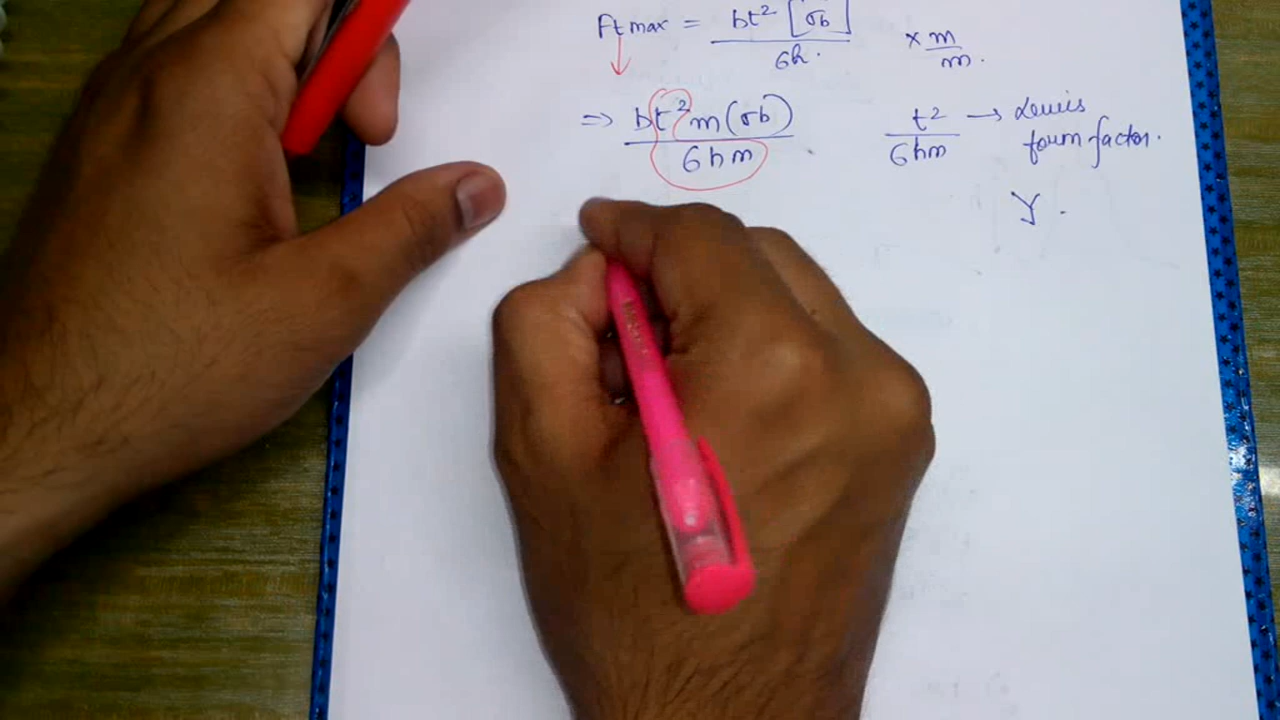 Ftmax = bt² [σb] / 6h. × m / m.
=> bt² m(σb) / 6hm
t² / 6hm → Lewis form factor.
Y.